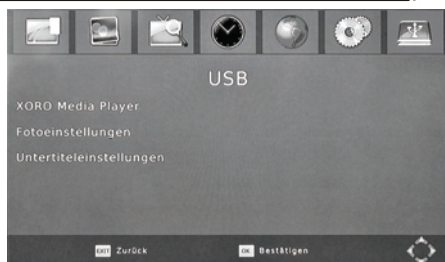 USB
XORO Media Player
Fotoeinstellungen
Untertiteleinstellungen
EXIT Zurück
OK Bestätigen